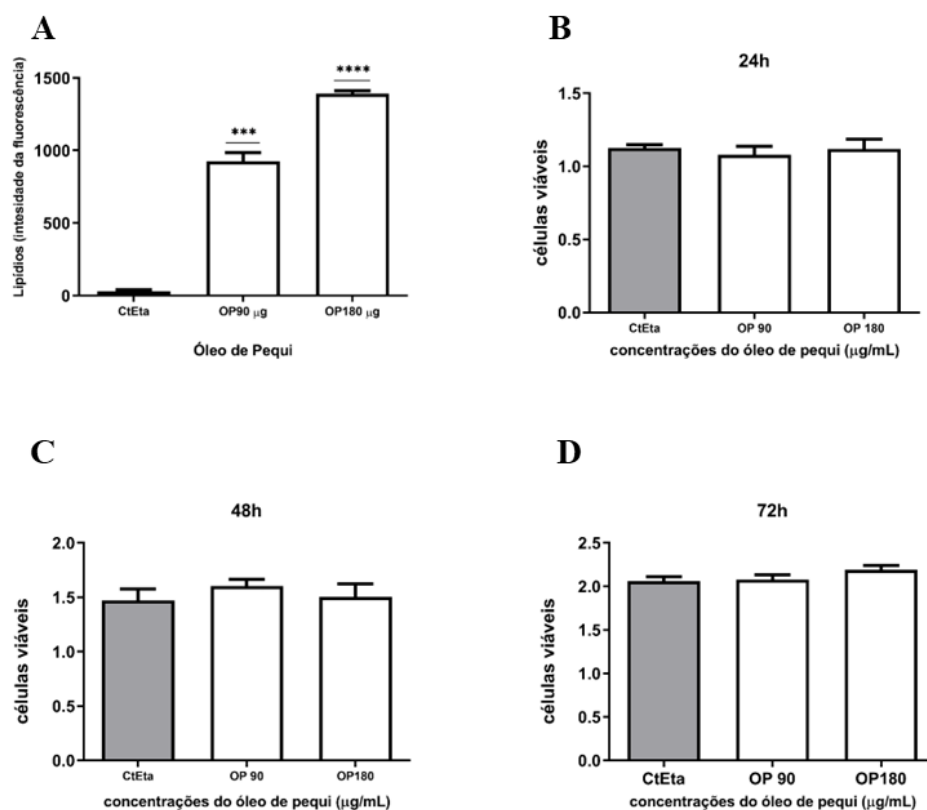 A
Lipídios (intesidade da fluorescência)
1500
1000
500
0
***
****
CtEta
OP90 µg
OP180 µg
Óleo de Pequi
B
24h
células viáveis
1.5
1.0
0.5
0.0
CtEta
OP 90
OP 180
concentrações do óleo de pequi (µg/mL)
C
48h
células viáveis
2.0
1.5
1.0
0.5
0.0
CtEta
OP 90
OP180
concentrações do óleo de pequi (µg/mL)
D
72h
células viáveis
2.5
2.0
1.5
1.0
0.5
0.0
CtEta
OP 90
OP180
concentrações do óleo de pequi (µg/mL)